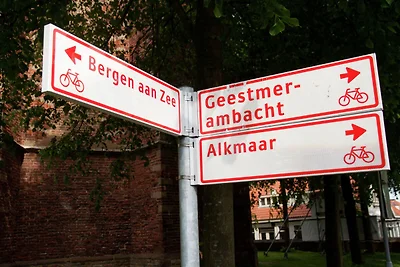 Bergen aan Zee
Geestmer-
ambacht
Alkmaar